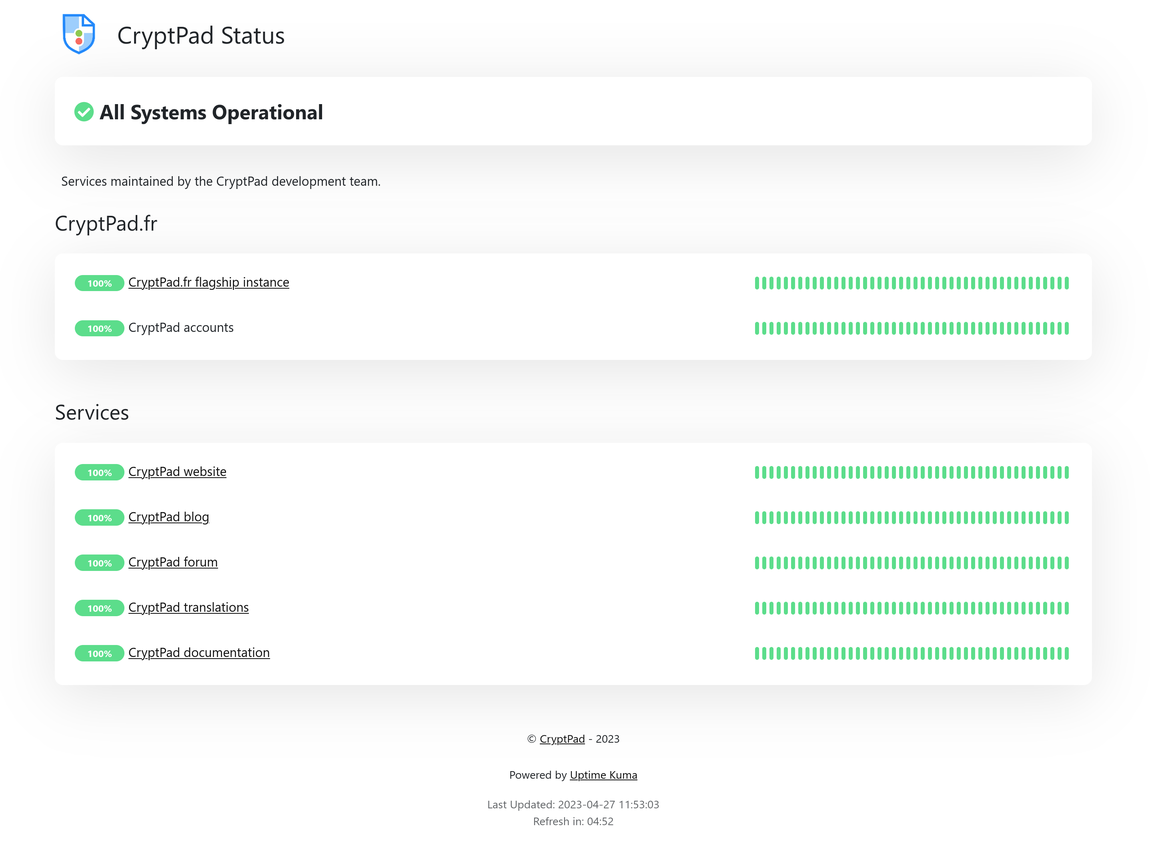 CryptPad Status
All Systems Operational
Services maintained by the CryptPad development team.
CryptPad.fr
100% CryptPad.fr flagship instance
100% CryptPad accounts
Services
100% CryptPad website
100% CryptPad blog
100% CryptPad forum
100% CryptPad translations
100% CryptPad documentation
© CryptPad - 2023
Powered by Uptime Kuma
Last Updated: 2023-04-27 11:53:03
Refresh in: 04:52